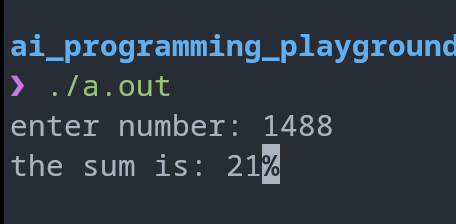 ai_programming_playground
❯ ./a.out
enter number: 1488
the sum is: 21%